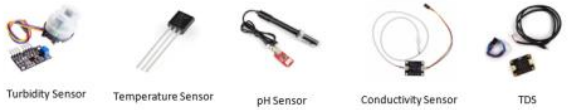 Turbidity Sensor
Temperature Sensor
pH Sensor
Conductivity Sensor
TDS